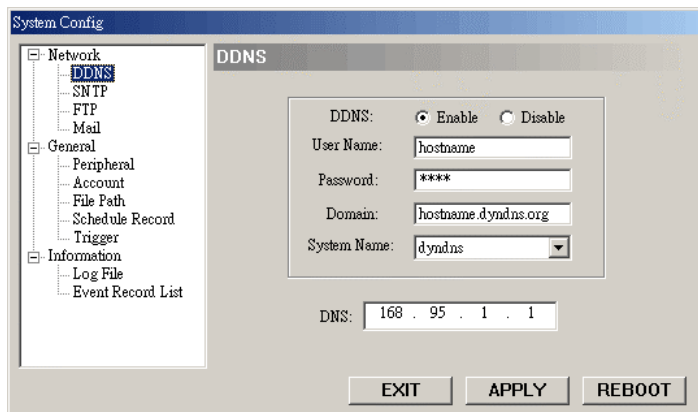 System Config
Network
DDNS
SNTP
FTP
Mail
General
Peripheral
Account
File Path
Schedule Record
Trigger
Information
Log File
Event Record List
DDNS
DDNS: Enable Disable
User Name: hostname
Password: ****
Domain: hostname.dyndns.org
System Name: dyndns
DNS: 168 . 95 . 1 . 1
EXIT APPLY REBOOT